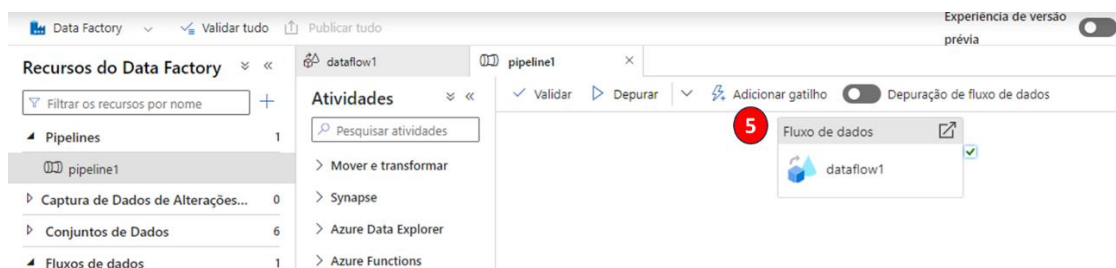 Data Factory
Validar tudo
Publicar tudo
Experiência de versão
prévia
Recursos do Data Factory
Filtrar os recursos por nome
Pipelines 1
pipeline1
Captura de Dados de Alterações... 0
Conjuntos de Dados 6
Fluxos de dados 1
dataflow1
pipeline1
Atividades
Pesquisar atividades
Mover e transformar
Synapse
Azure Data Explorer
Azure Functions
Validar
Depurar
Adicionar gatilho
Depuração de fluxo de dados
5
Fluxo de dados
dataflow1